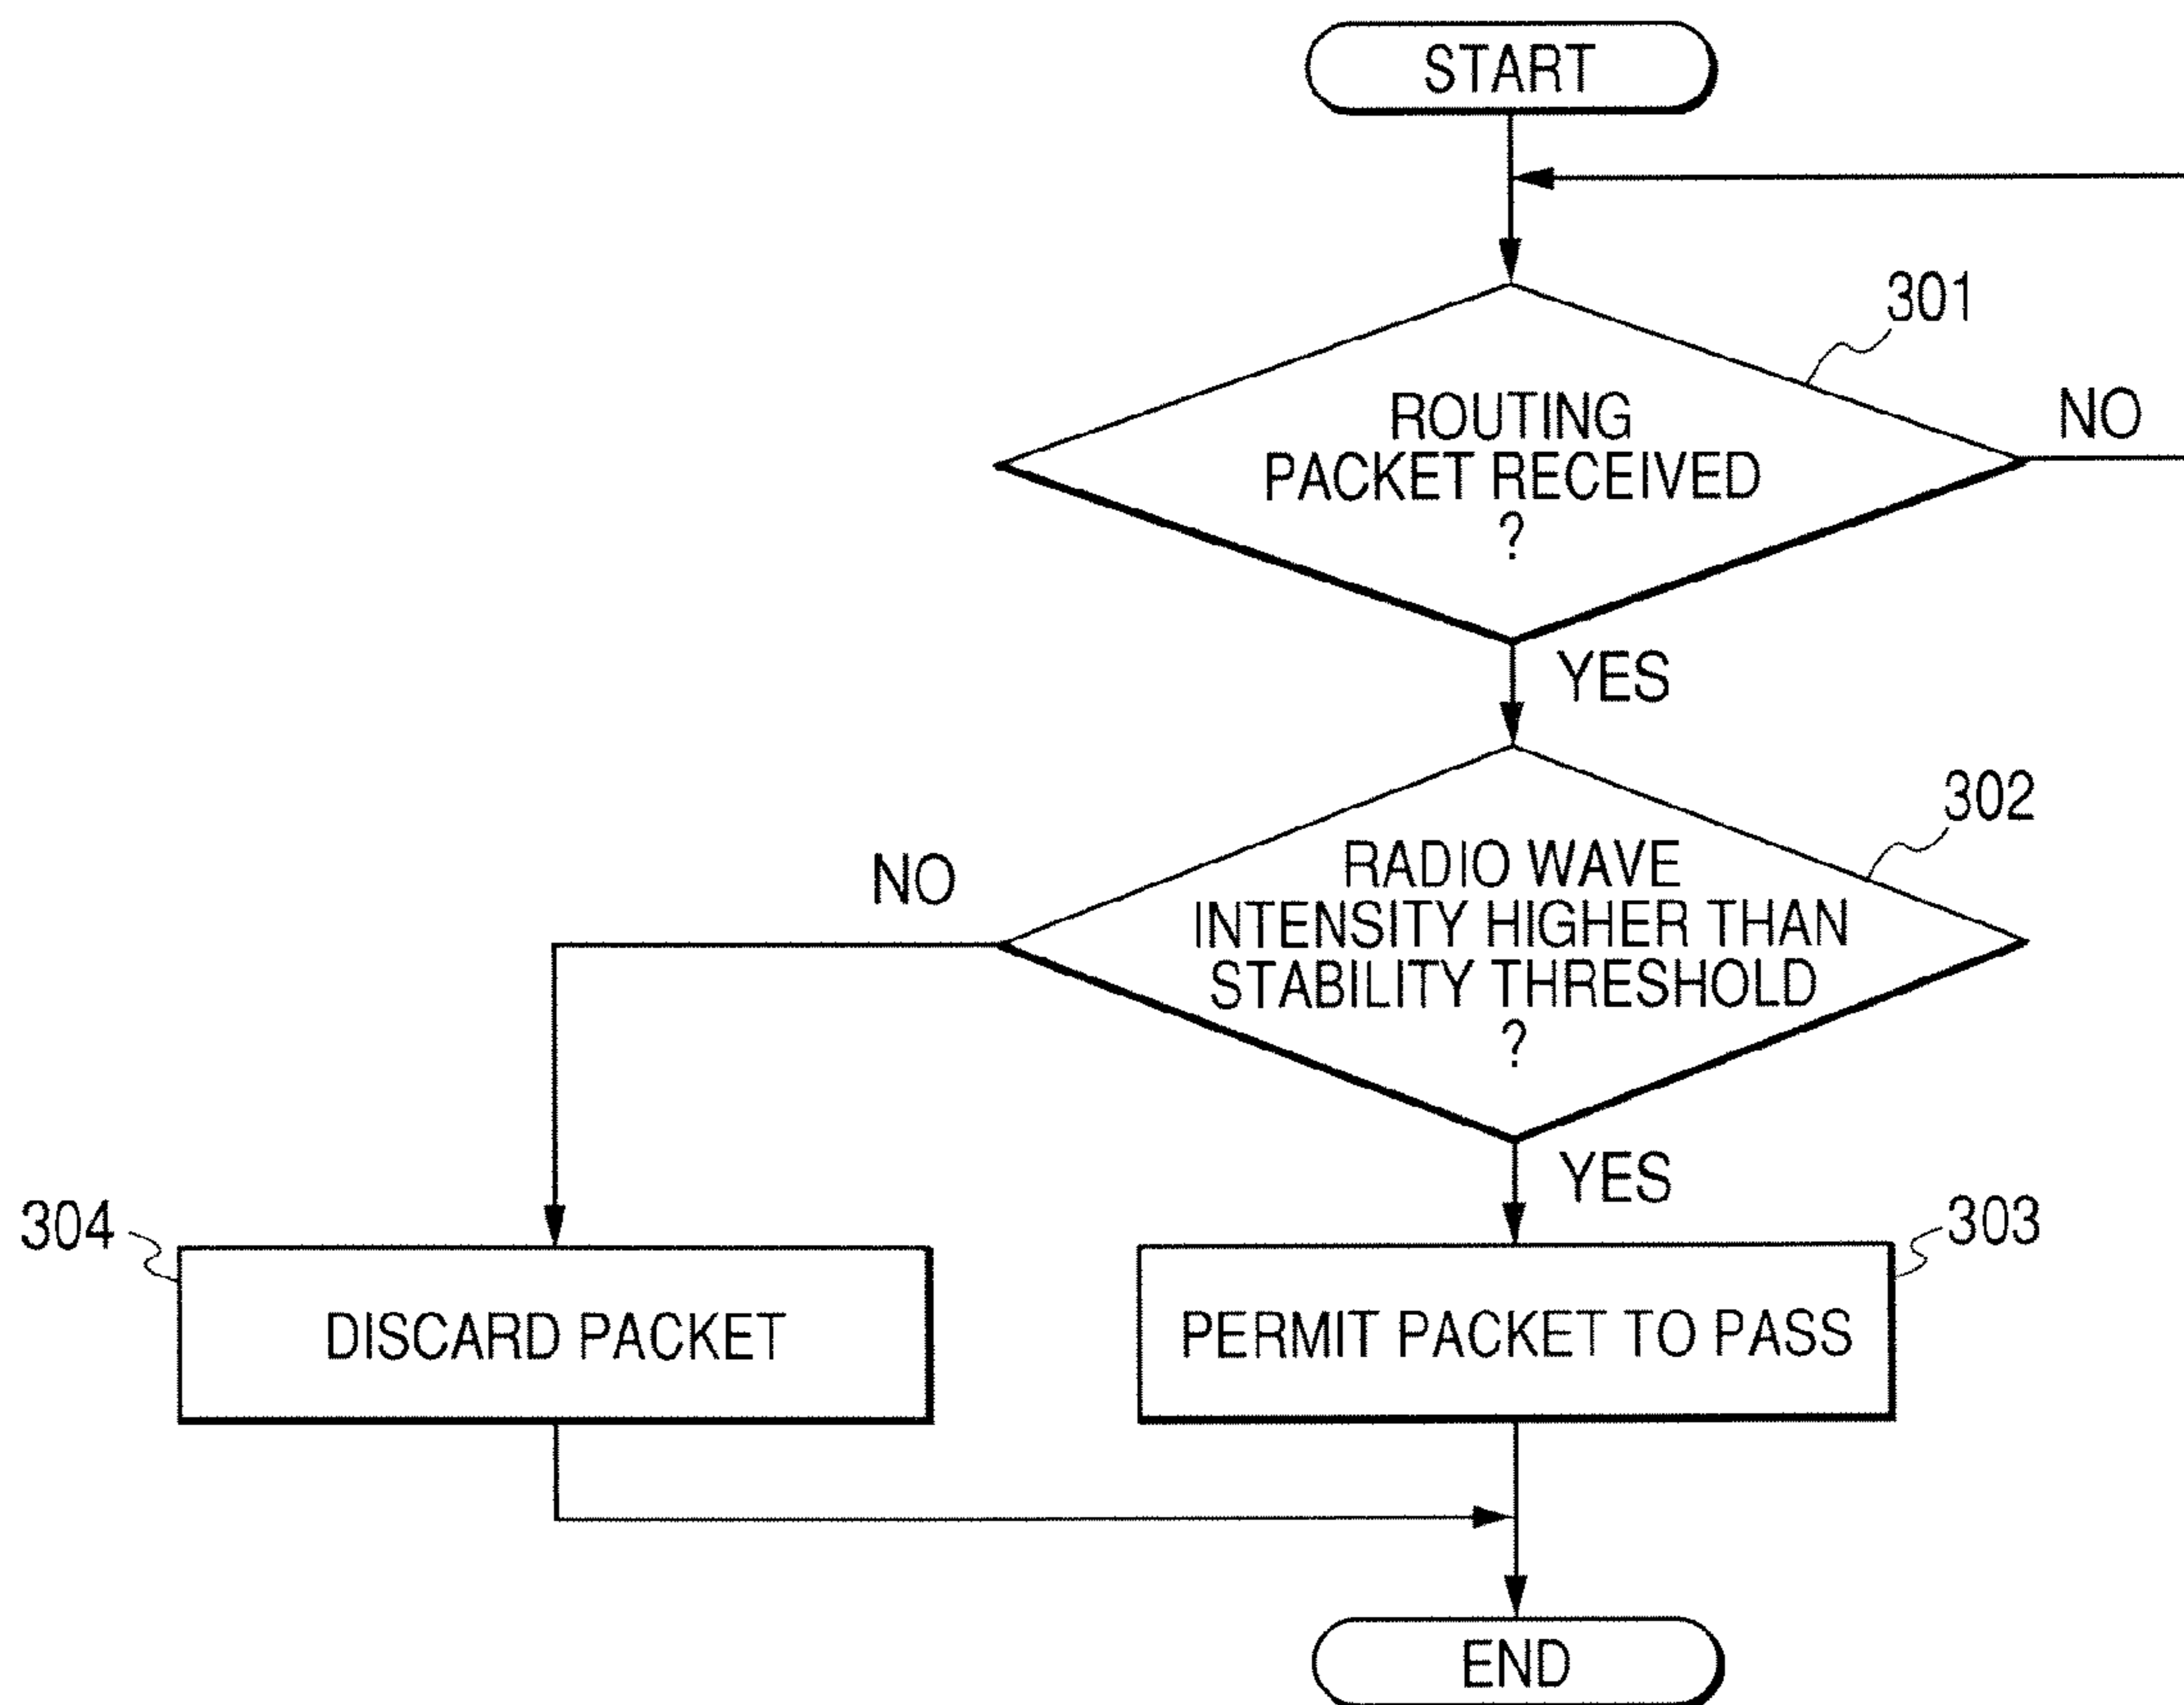 START
301
ROUTING
PACKET RECEIVED
?
NO
YES
302
RADIO WAVE
INTENSITY HIGHER THAN
STABILITY THRESHOLD
?
NO
YES
304
DISCARD PACKET
303
PERMIT PACKET TO PASS
END